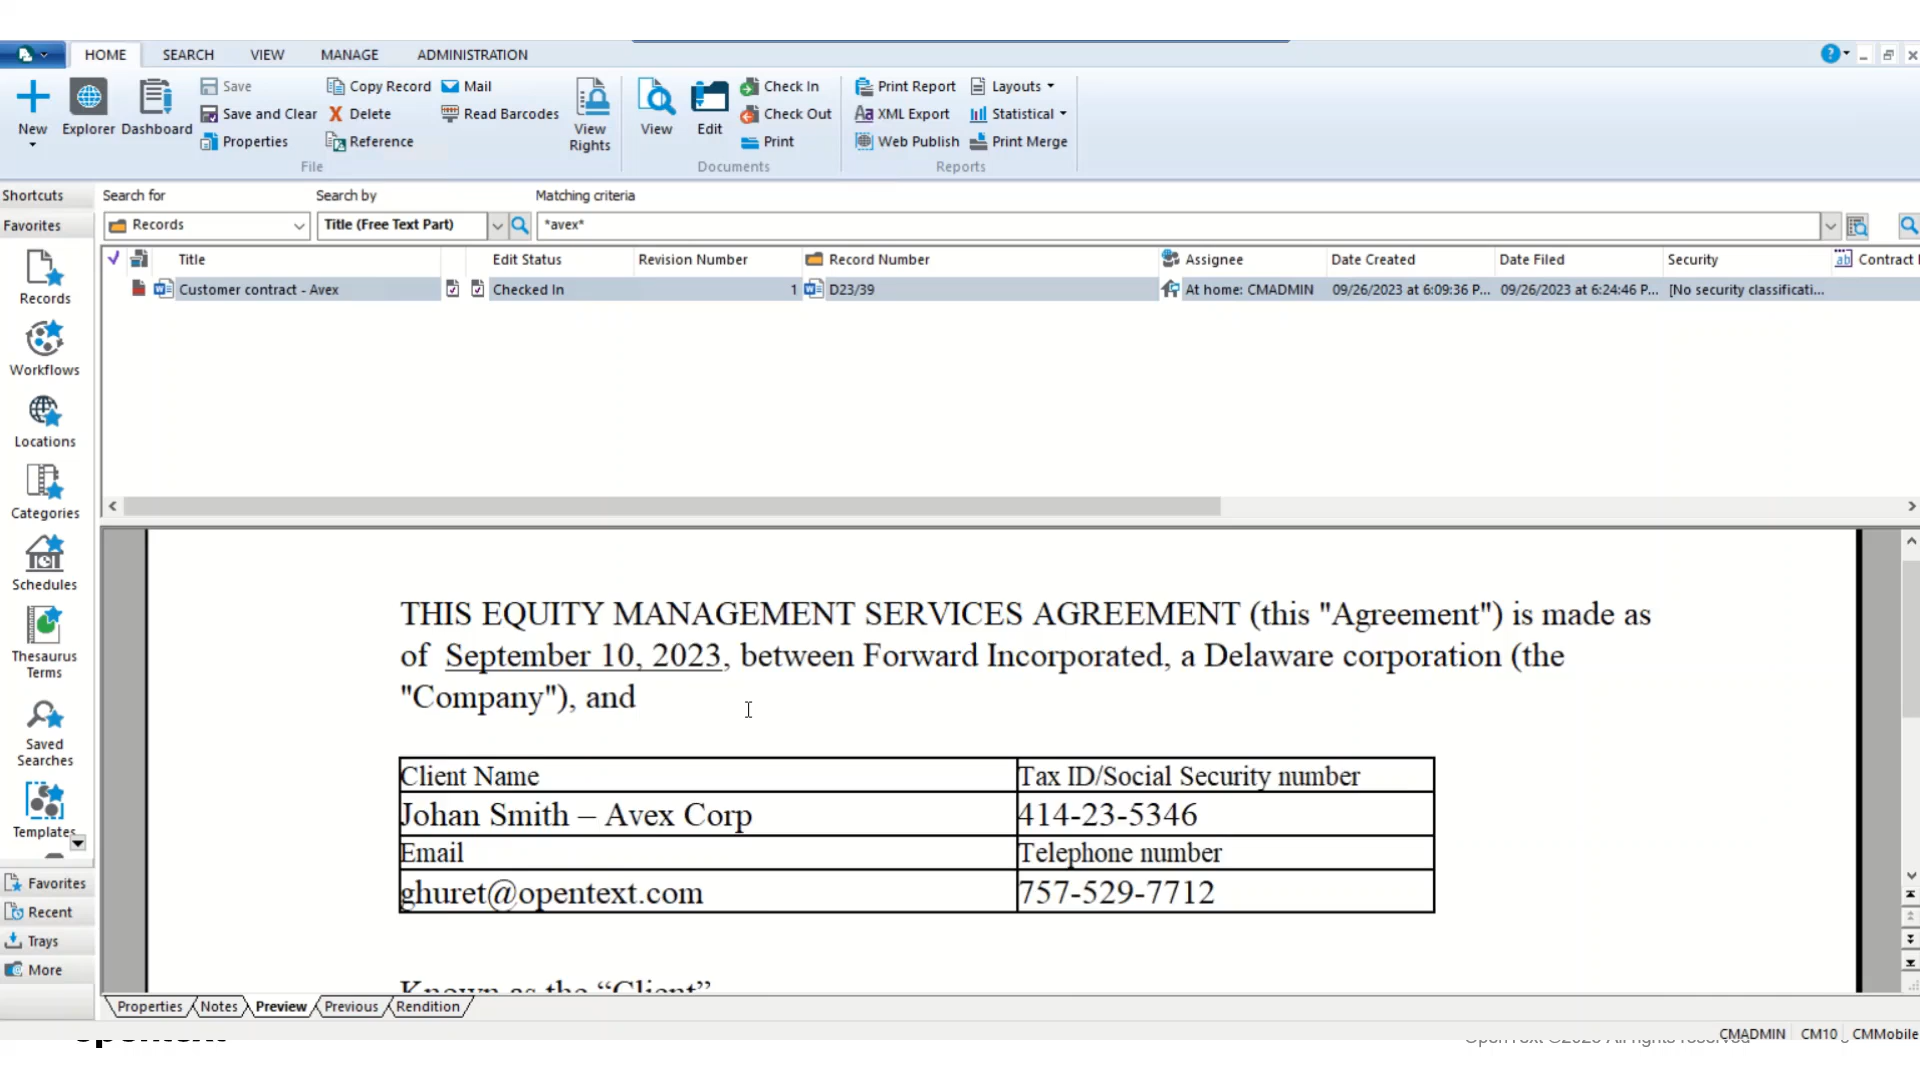 HOME SEARCH VIEW MANAGE ADMINISTRATION
New
Explorer
Dashboard
Save
Save and Clear
Properties
Copy Record
Delete
Reference
Mail
Read Barcodes
View
Rights
File
View
Edit
Check In
Check Out
Print
Documents
Print Report
XML Export
Web Publish
Layouts
Statistical
Print Merge
Reports
Shortcuts
Favorites
Records
Workflows
Locations
Categories
Schedules
Thesaurus
Terms
Saved
Searches
Templates
Favorites
Recent
Trays
More
Search for Search by Matching criteria
Records Title (Free Text Part) *avex*
Title Edit Status Revision Number Record Number Assignee Date Created Date Filed Security Contract
Customer contract - Avex Checked In 1 D23/39 At home: CMADMIN 09/26/2023 at 6:09:36 P... 09/26/2023 at 6:24:46 P... [No security classificati...
THIS EQUITY MANAGEMENT SERVICES AGREEMENT (this "Agreement") is made as
of September 10, 2023, between Forward Incorporated, a Delaware corporation (the
"Company"), and
Client Name Tax ID/Social Security number
Johan Smith – Avex Corp 414-23-5346
Email Telephone number
ghuret@opentext.com 757-529-7712
Known as the “Client”
Properties Notes Preview Previous Rendition
CMADMIN CM10 CMMobile